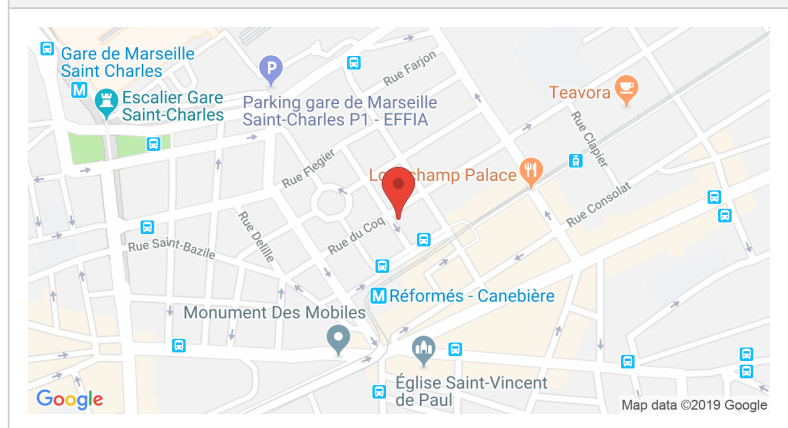 Gare de Marseille
Saint Charles
M
Escalier Gare
Saint-Charles
P
Parking gare de Marseille
Saint-Charles P1 - EFFIA
Rue Farjon
Teavora
Rue Clapier
Rue Flegier
Longchamp Palace
Rue Consolat
Rue Delille
Rue du Coq
Rue Saint-Bazile
M Réformés - Canebière
Monument Des Mobiles
Église Saint-Vincent
de Paul
Google
Map data ©2019 Google